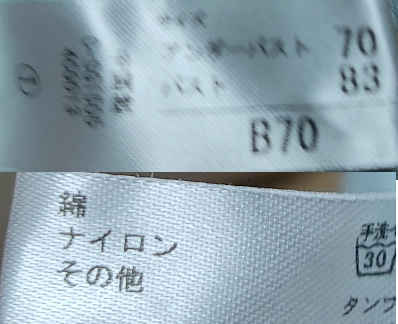 サイズ
アンダーバスト 70
バスト 83
B70
綿
ナイロン
その他
手洗イ
30
タンブ